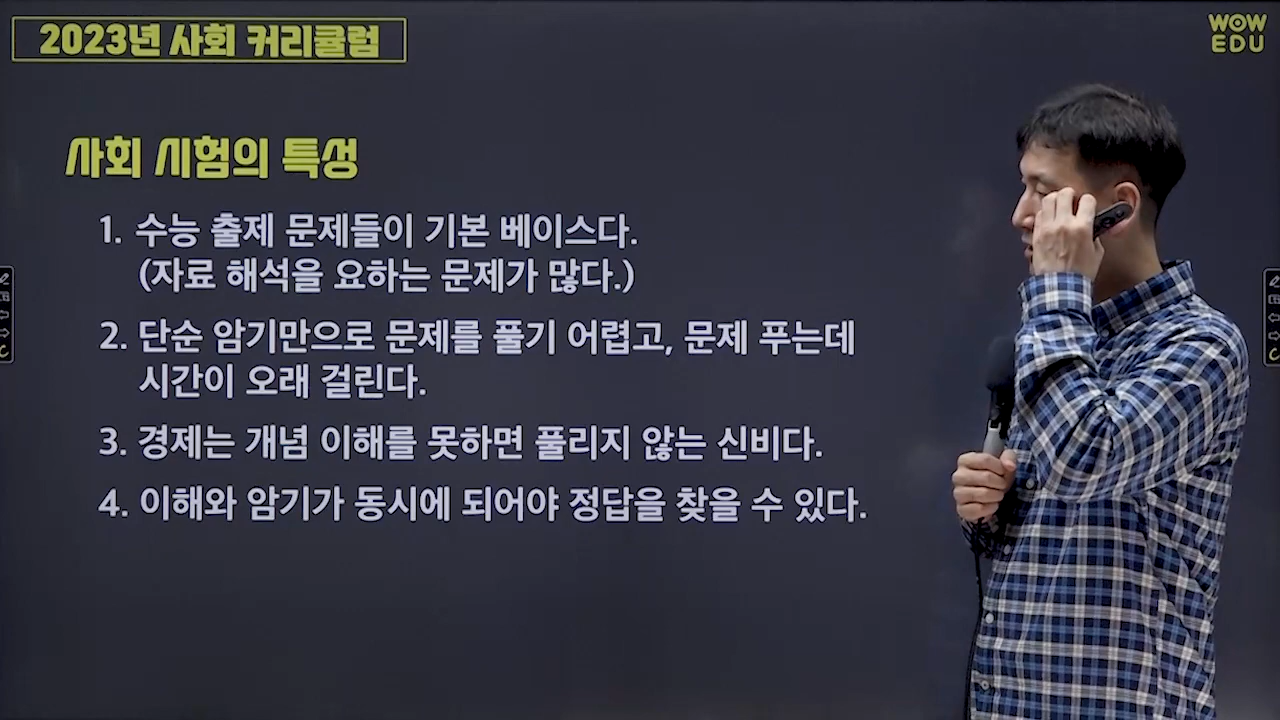 2023년 사회 커리큘럼
WOW
EDU
사회 시험의 특성
1. 수능 출제 문제들이 기본 베이스다.
(자료 해석을 요하는 문제가 많다.)
2. 단순 암기만으로 문제를 풀기 어렵고, 문제 푸는데
시간이 오래 걸린다.
3. 경제는 개념 이해를 못하면 풀리지 않는 신비다.
4. 이해와 암기가 동시에 되어야 정답을 찾을 수 있다.